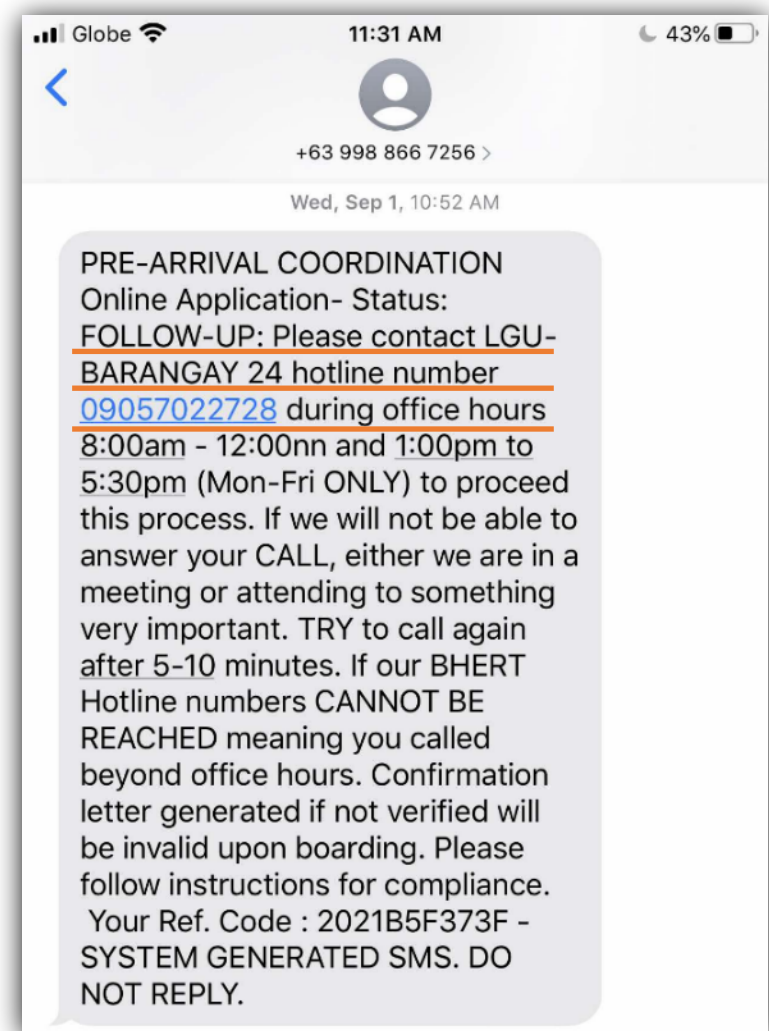 Globe 11:31 AM 43%
+63 998 866 7256 >
Wed, Sep 1, 10:52 AM
PRE-ARRIVAL COORDINATION
Online Application- Status:
FOLLOW-UP: Please contact LGU-
BARANGAY 24 hotline number
09057022728 during office hours
8:00am - 12:00nn and 1:00pm to
5:30pm (Mon-Fri ONLY) to proceed
this process. If we will not be able to
answer your CALL, either we are in a
meeting or attending to something
very important. TRY to call again
after 5-10 minutes. If our BHERT
Hotline numbers CANNOT BE
REACHED meaning you called
beyond office hours. Confirmation
letter generated if not verified will
be invalid upon boarding. Please
follow instructions for compliance.
Your Ref. Code : 2021B5F373F -
SYSTEM GENERATED SMS. DO
NOT REPLY.